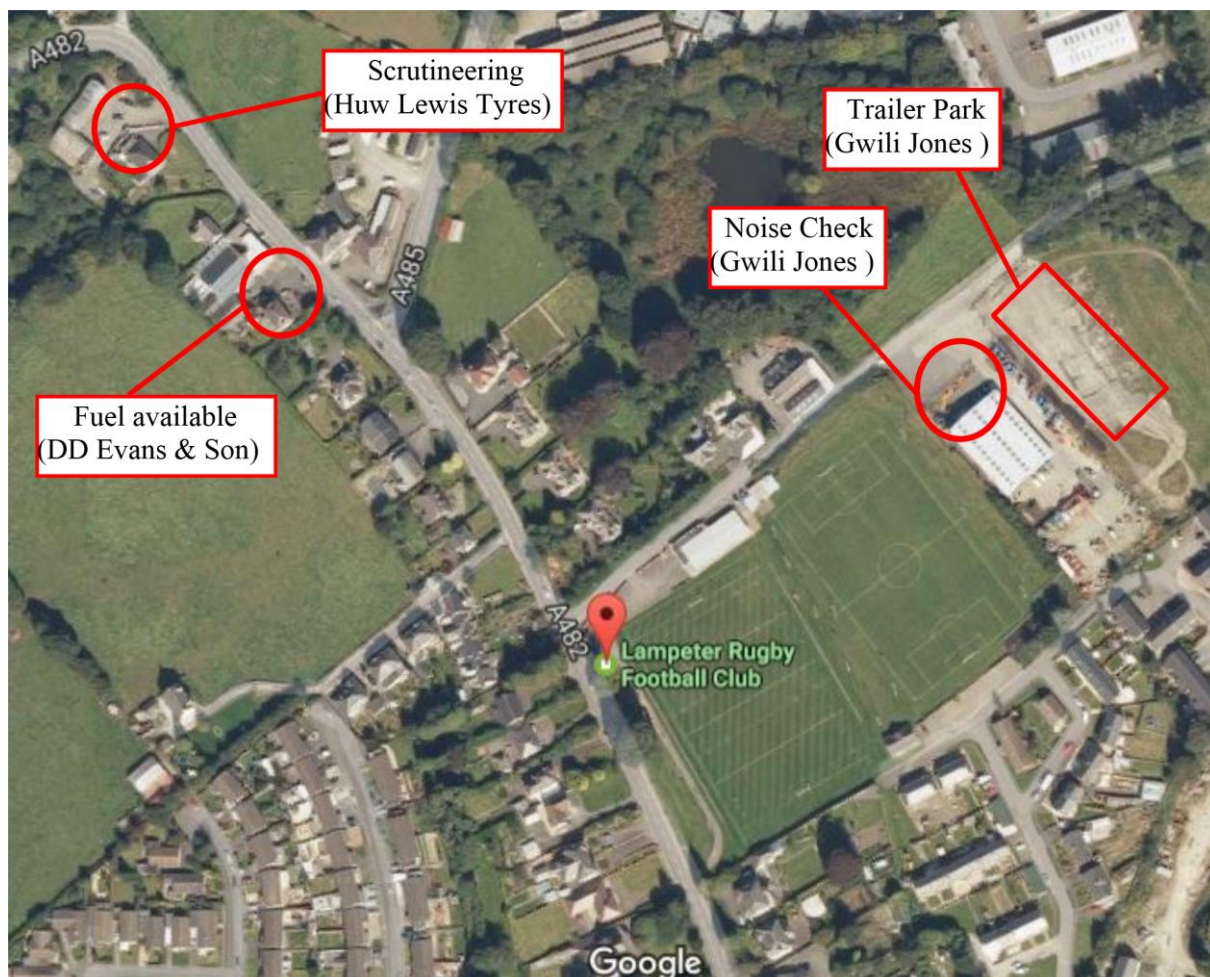 A482
Scrutineering
(Huw Lewis Tyres)
Trailer Park
(Gwili Jones )
Noise Check
(Gwili Jones )
A485
Fuel available
(DD Evans & Son)
A482
Lampeter Rugby
Football Club
Google